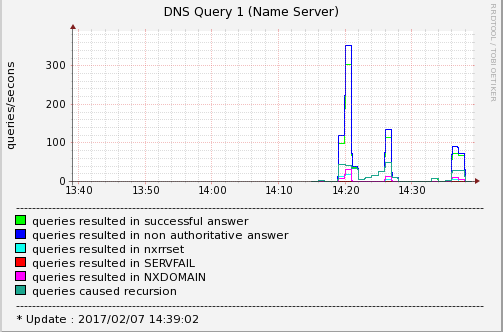 DNS Query 1 (Name Server)
RRDTOOL / TOBI OETIKER
queries/secons
300
200
100
0
13:40 13:50 14:00 14:10 14:20 14:30
queries resulted in successful answer
queries resulted in non authoritative answer
queries resulted in nxrrset
queries resulted in SERVFAIL
queries resulted in NXDOMAIN
queries caused recursion
* Update : 2017/02/07 14:39:02